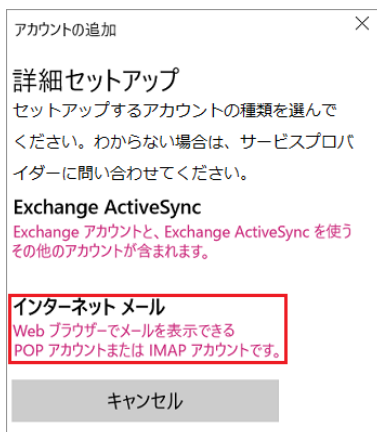 アカウントの追加
詳細セットアップ
セットアップするアカウントの種類を選んで
ください。わからない場合は、サービスプロバ
イダーに問い合わせてください。
Exchange ActiveSync
Exchange アカウントと、Exchange ActiveSync を使う
その他のアカウントが含まれます。
インターネット メール
Web ブラウザーでメールを表示できる
POP アカウントまたは IMAP アカウントです。
キャンセル